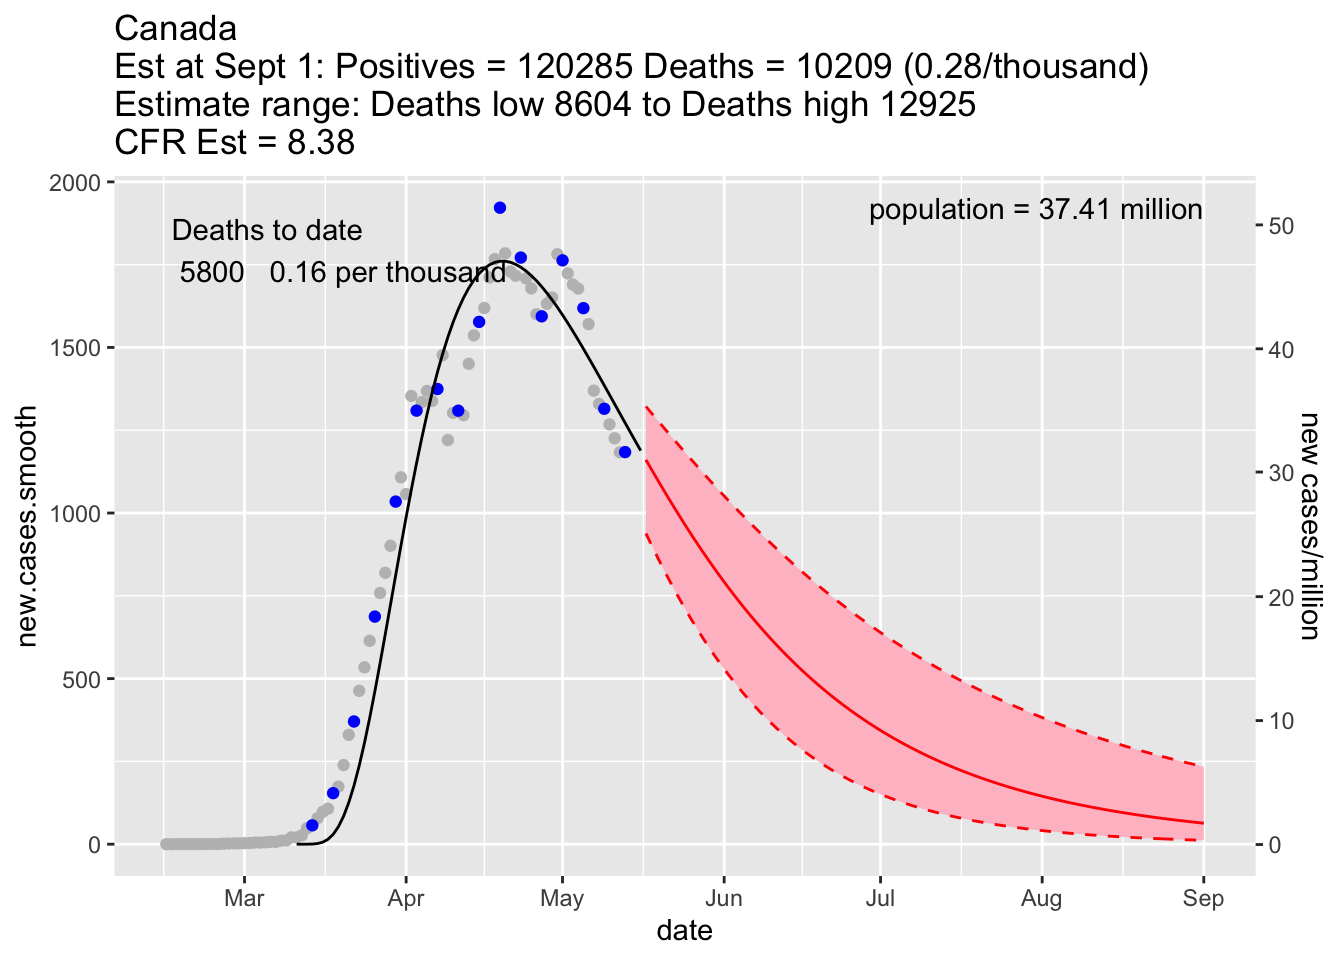 Canada
Est at Sept 1: Positives = 120285 Deaths = 10209 (0.28/thousand)
Estimate range: Deaths low 8604 to Deaths high 12925
CFR Est = 8.38
Deaths to date
5800 0.16 per thousand
population = 37.41 million
2000
1500
1000
500
0
new.cases.smooth
50
40
30
20
10
0
new cases/million
Mar Apr May Jun Jul Aug Sep
date